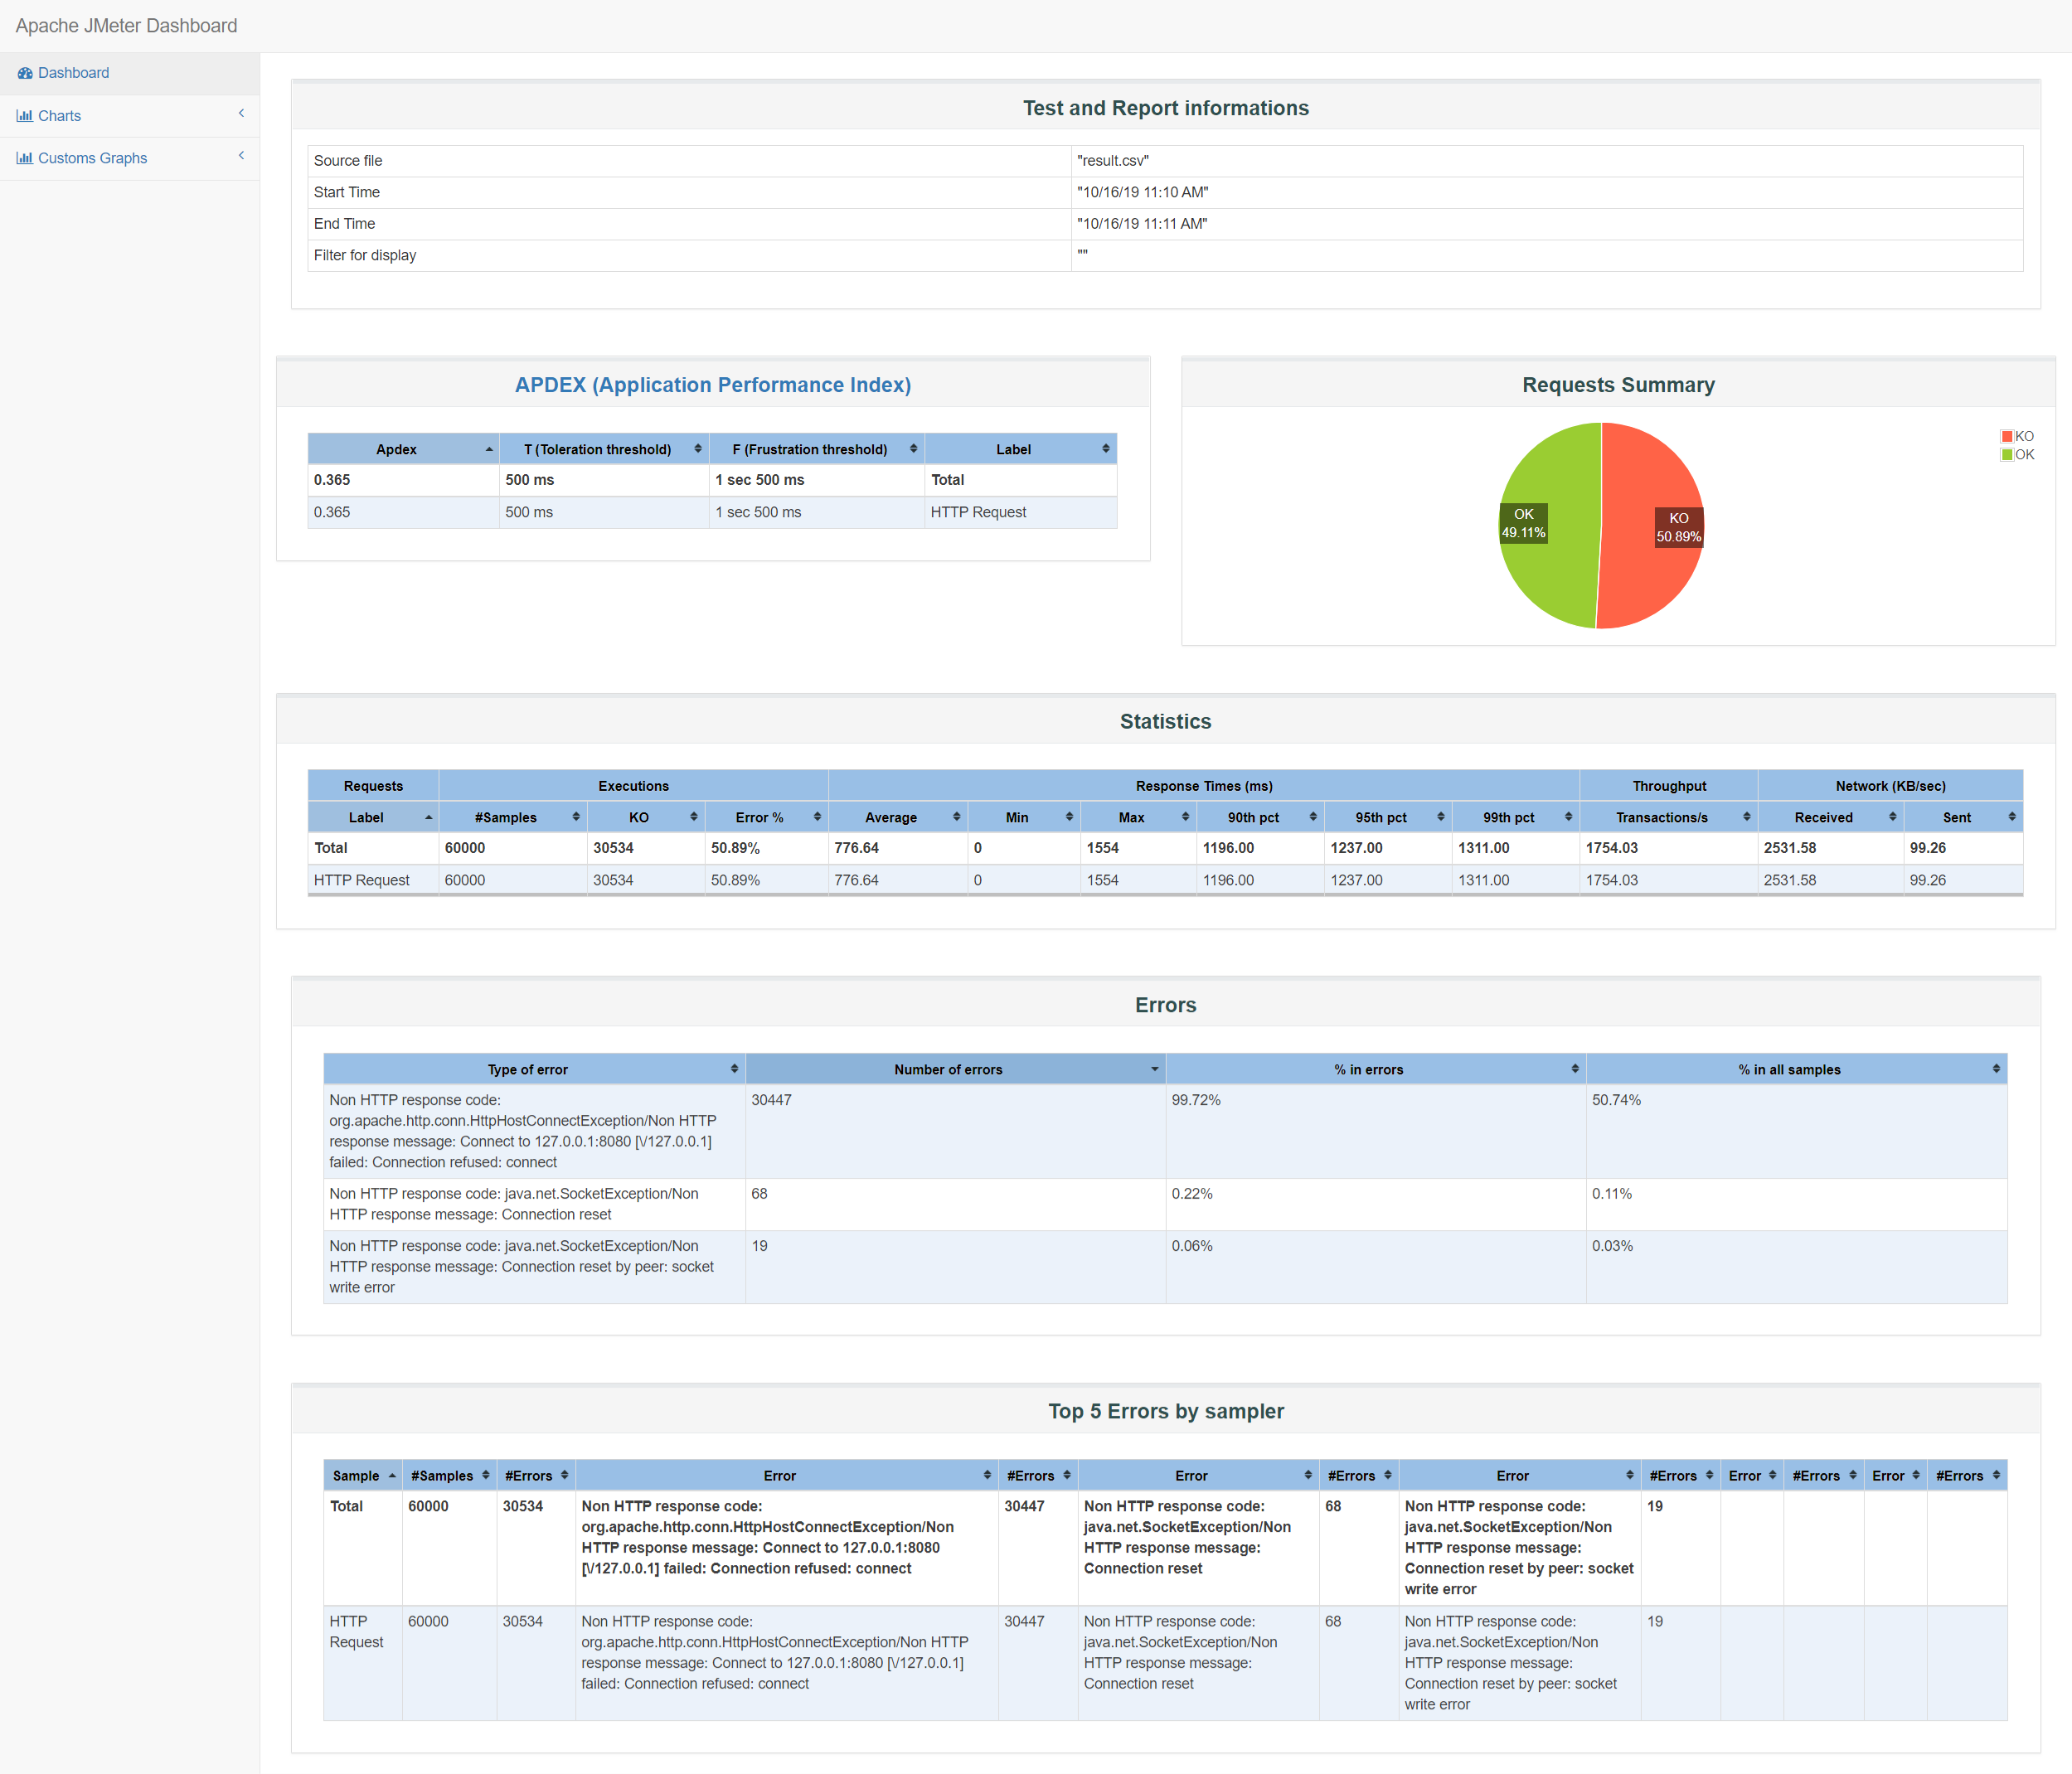 Apache JMeter Dashboard
Dashboard
Charts
Customs Graphs
Test and Report informations
Source file "result.csv"
Start Time "10/16/19 11:10 AM"
End Time "10/16/19 11:11 AM"
Filter for display ""
APDEX (Application Performance Index)
Apdex T (Toleration threshold) F (Frustration threshold) Label
0.365 500 ms 1 sec 500 ms Total
0.365 500 ms 1 sec 500 ms HTTP Request
Requests Summary
KO
OK
OK
49.11%
KO
50.89%
Statistics
Requests Executions Response Times (ms) Throughput Network (KB/sec)
Label #Samples KO Error % Average Min Max 90th pct 95th pct 99th pct Transactions/s Received Sent
Total 60000 30534 50.89% 776.64 0 1554 1196.00 1237.00 1311.00 1754.03 2531.58 99.26
HTTP Request 60000 30534 50.89% 776.64 0 1554 1196.00 1237.00 1311.00 1754.03 2531.58 99.26
Errors
Type of error Number of errors % in errors % in all samples
Non HTTP response code: 30447 99.72% 50.74%
org.apache.http.conn.HttpHostConnectException/Non HTTP
response message: Connect to 127.0.0.1:8080 [\/127.0.0.1]
failed: Connection refused: connect
Non HTTP response code: java.net.SocketException/Non 68 0.22% 0.11%
HTTP response message: Connection reset
Non HTTP response code: java.net.SocketException/Non 19 0.06% 0.03%
HTTP response message: Connection reset by peer: socket
write error
Top 5 Errors by sampler
Sample #Samples #Errors Error #Errors Error #Errors Error #Errors Error #Errors Error #Errors
Total 60000 30534 Non HTTP response code: 30447 Non HTTP response code: 68 Non HTTP response code: 19
org.apache.http.conn.HttpHostConnectException/Non java.net.SocketException/Non java.net.SocketException/Non
HTTP response message: Connect to 127.0.0.1:8080 HTTP response message: HTTP response message:
[\/127.0.0.1] failed: Connection refused: connect Connection reset Connection reset by peer: socket
write error
HTTP 60000 30534 Non HTTP response code: 30447 Non HTTP response code: 68 Non HTTP response code: 19
Request org.apache.http.conn.HttpHostConnectException/Non HTTP java.net.SocketException/Non java.net.SocketException/Non
response message: Connect to 127.0.0.1:8080 [\/127.0.0.1] HTTP response message: HTTP response message:
failed: Connection refused: connect Connection reset Connection reset by peer: socket
write error